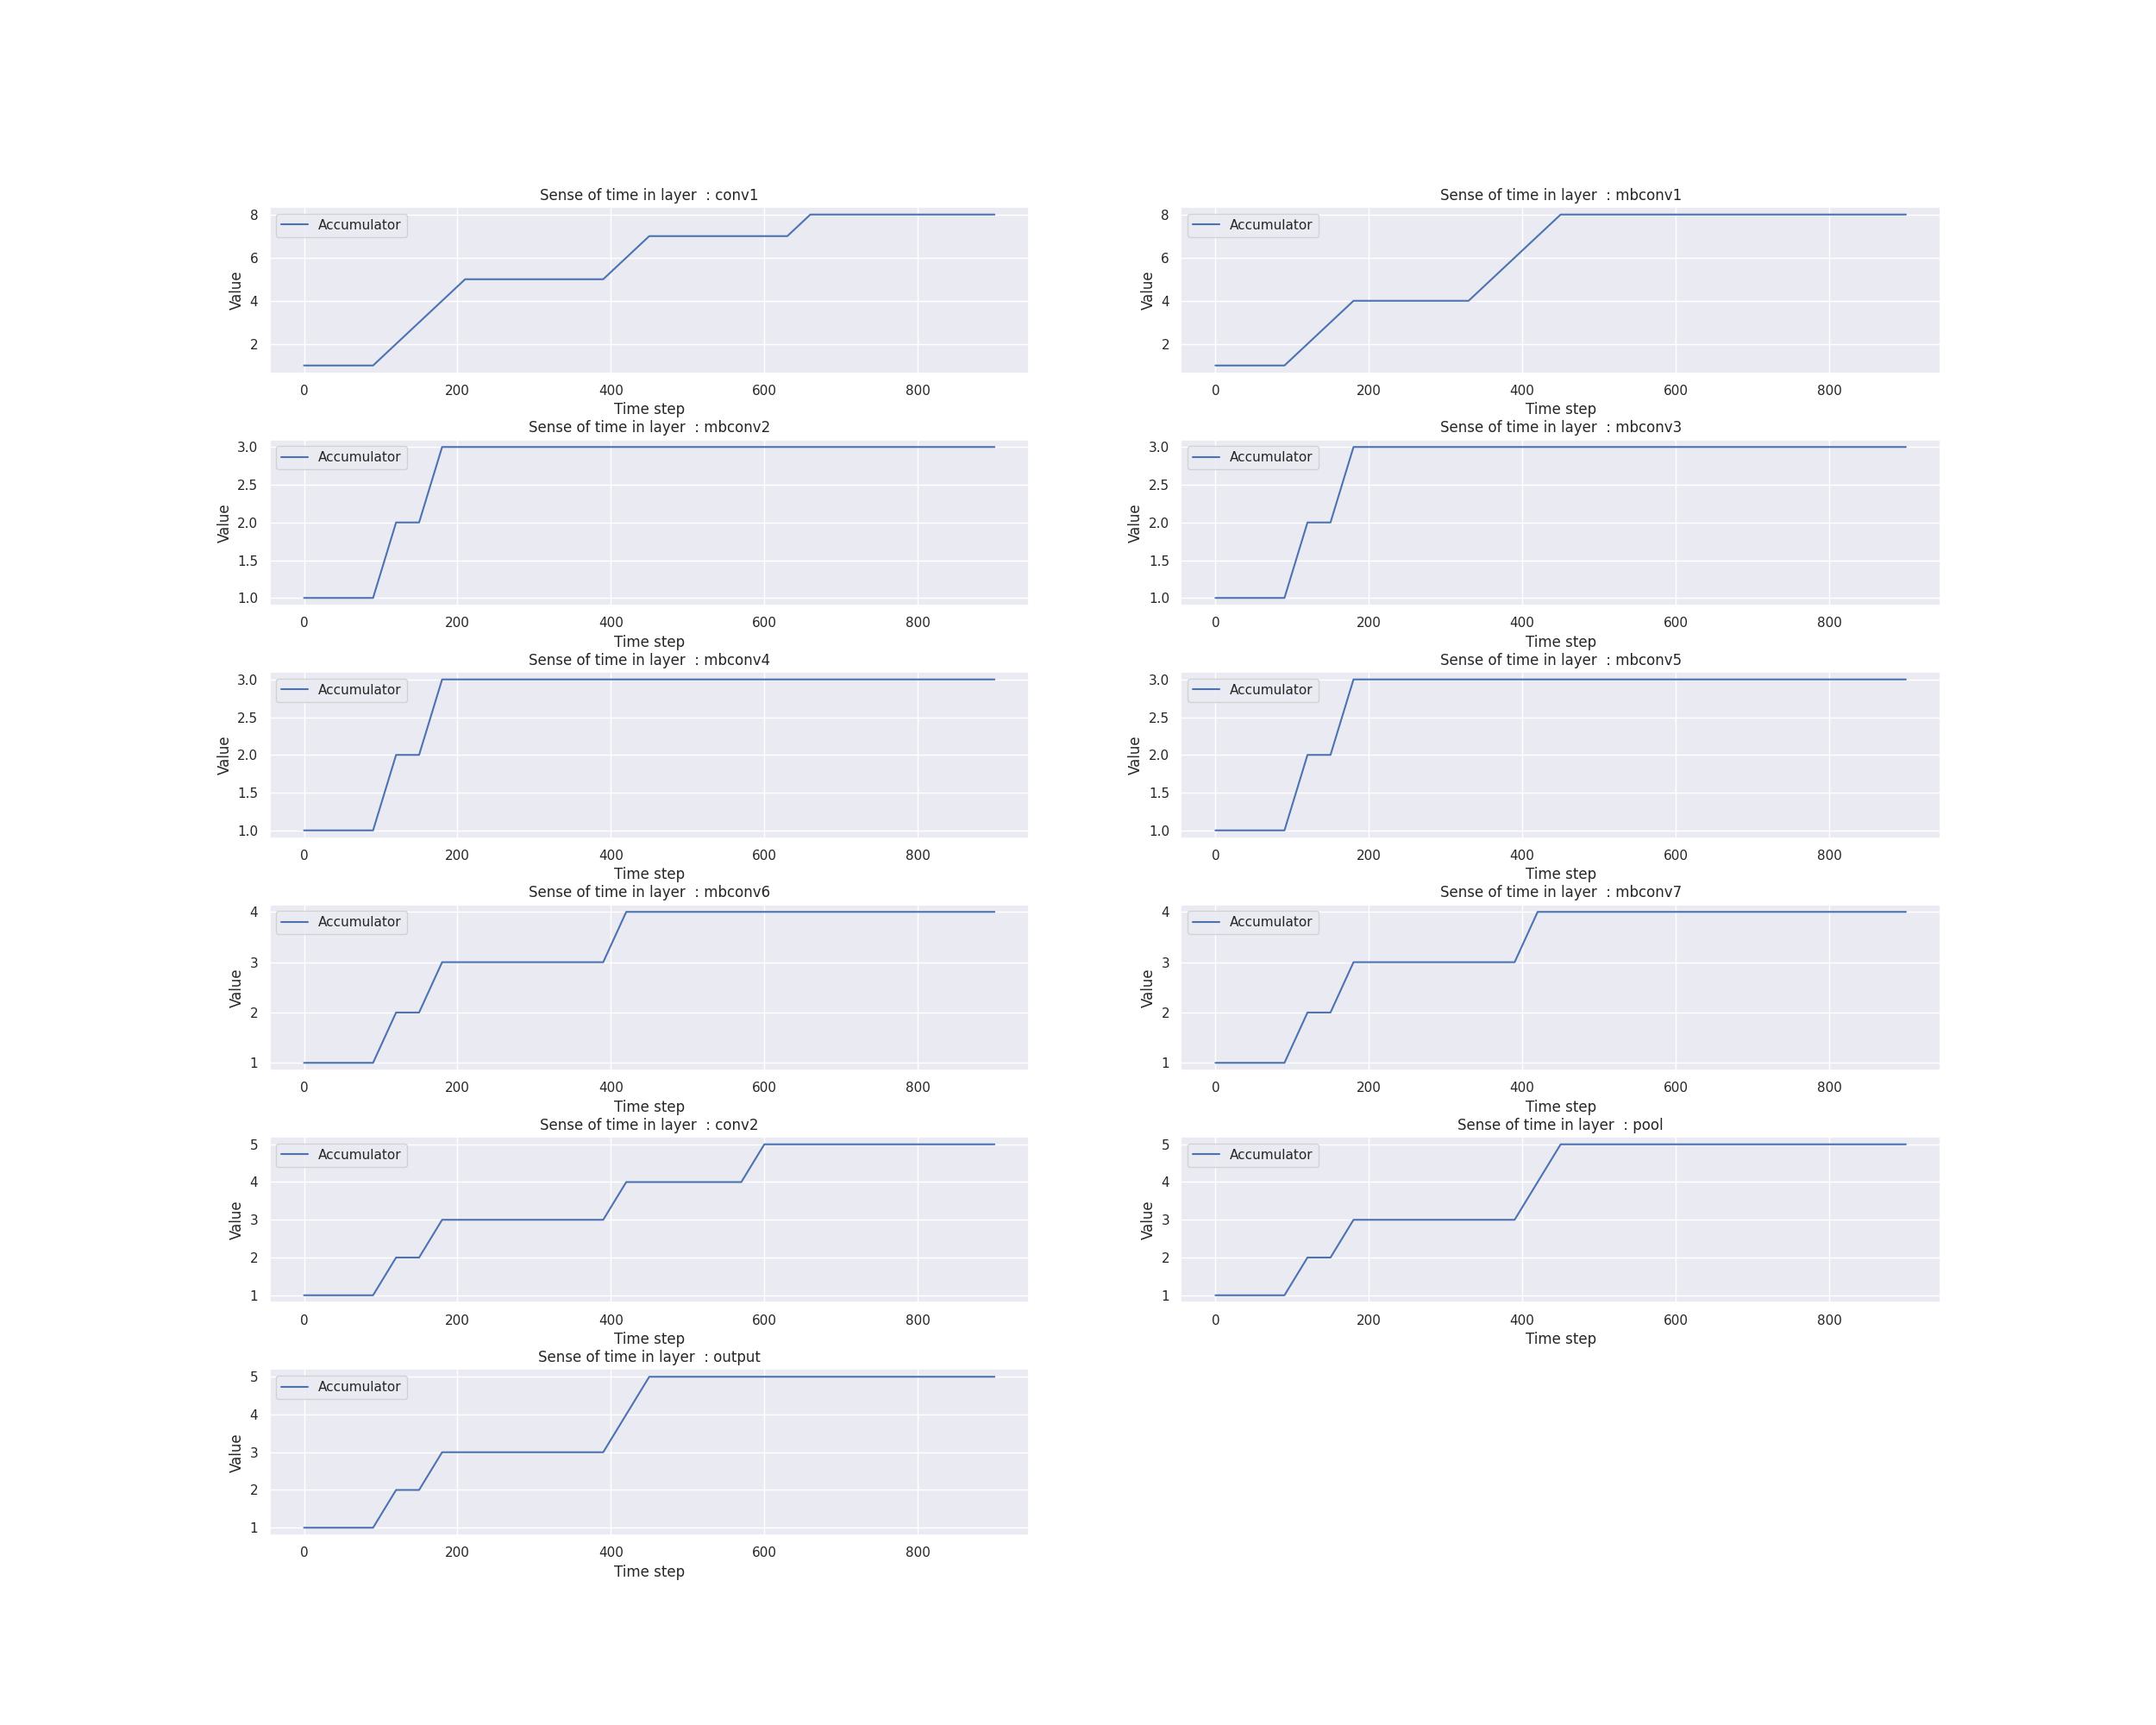 Sense of time in layer  : conv1
Accumulator
Value
8
6
4
2
0 200 400 600 800
Time step
Sense of time in layer  : mbconv1
Accumulator
Value
8
6
4
2
0 200 400 600 800
Time step
Sense of time in layer  : mbconv2
Accumulator
Value
3.0
2.5
2.0
1.5
1.0
0 200 400 600 800
Time step
Sense of time in layer  : mbconv3
Accumulator
Value
3.0
2.5
2.0
1.5
1.0
0 200 400 600 800
Time step
Sense of time in layer  : mbconv4
Accumulator
Value
3.0
2.5
2.0
1.5
1.0
0 200 400 600 800
Time step
Sense of time in layer  : mbconv5
Accumulator
Value
3.0
2.5
2.0
1.5
1.0
0 200 400 600 800
Time step
Sense of time in layer  : mbconv6
Accumulator
Value
4
3
2
1
0 200 400 600 800
Time step
Sense of time in layer  : mbconv7
Accumulator
Value
4
3
2
1
0 200 400 600 800
Time step
Sense of time in layer  : conv2
Accumulator
Value
5
4
3
2
1
0 200 400 600 800
Time step
Sense of time in layer  : pool
Accumulator
Value
5
4
3
2
1
0 200 400 600 800
Time step
Sense of time in layer  : output
Accumulator
Value
5
4
3
2
1
0 200 400 600 800
Time step